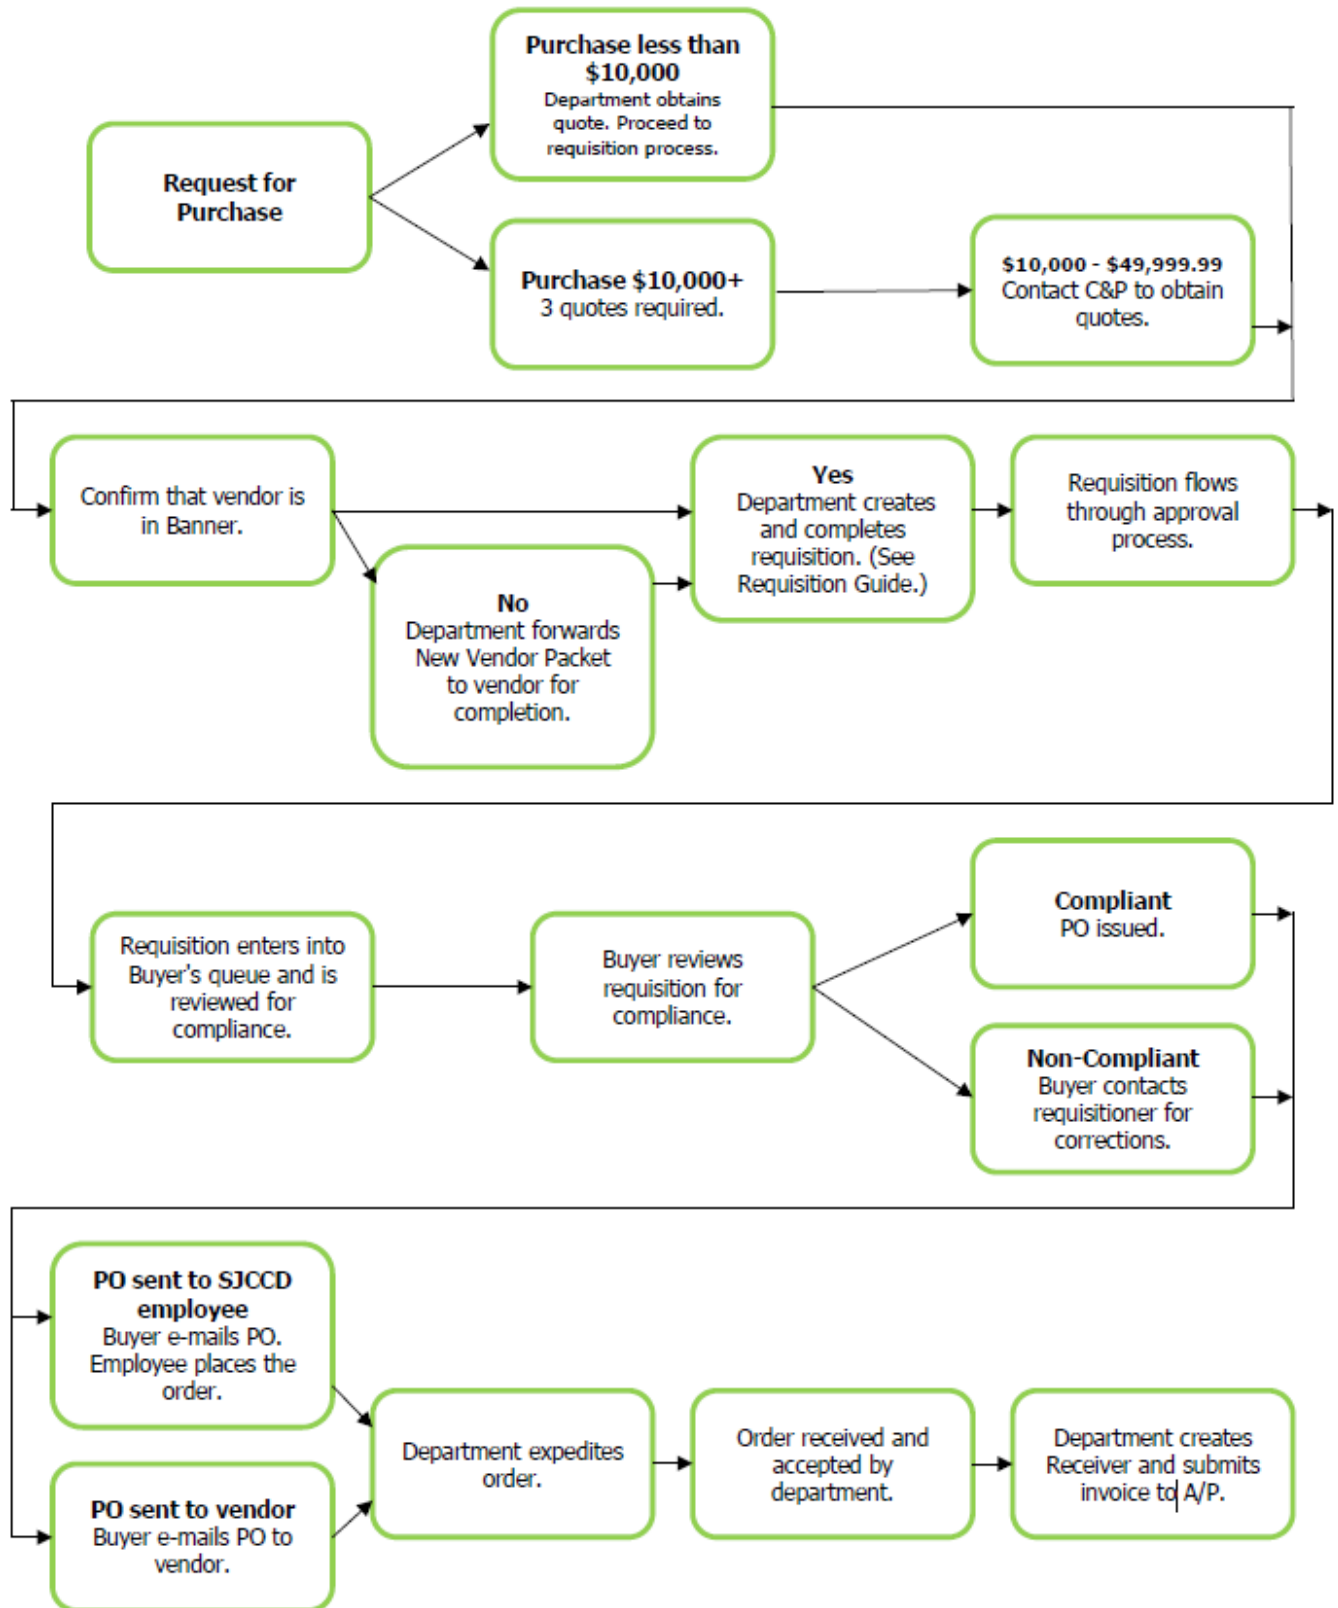 Purchase less than
$10,000
Department obtains
quote. Proceed to
requisition process.
Request for
Purchase
Purchase $10,000+
3 quotes required.
$10,000 - $49,999.99
Contact C&P to obtain
quotes.
Confirm that vendor is
in Banner.
Yes
Department creates
and completes
requisition. (See
Requisition Guide.)
Requisition flows
through approval
process.
No
Department forwards
New Vendor Packet
to vendor for
completion.
Requisition enters into
Buyer's queue and is
reviewed for
compliance.
Buyer reviews
requisition for
compliance.
Compliant
PO issued.
Non-Compliant
Buyer contacts
requisitioner for
corrections.
PO sent to SJCCD
employee
Buyer e-mails PO.
Employee places the
order.
PO sent to vendor
Buyer e-mails PO to
vendor.
Department expedites
order.
Order received and
accepted by
department.
Department creates
Receiver and submits
invoice to A/P.